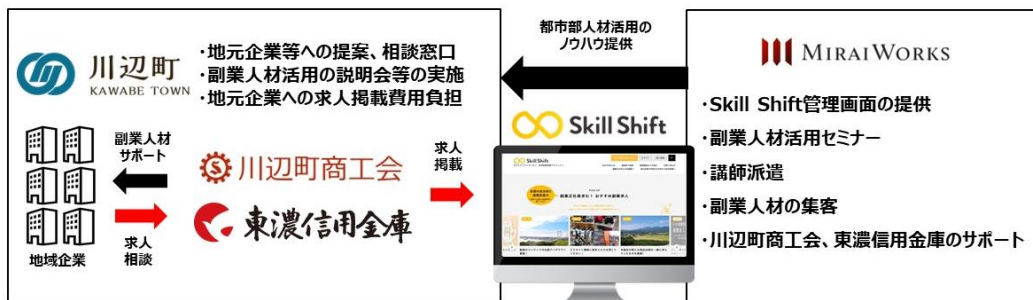 川辺町
KAWABE TOWN
・地元企業等への提案、相談窓口
・副業人材活用の説明会等の実施
・地元企業への求人掲載費用負担
副業人材
サポート
求人
相談
地域企業
川辺町商工会
東濃信用金庫
求人
掲載
都市部人材活用の
ノウハウ提供
Skill Shift
MIRAIWORKS
・Skill Shift管理画面の提供
・副業人材活用セミナー
・講師派遣
・副業人材の集客
・川辺町商工会、東濃信用金庫のサポート